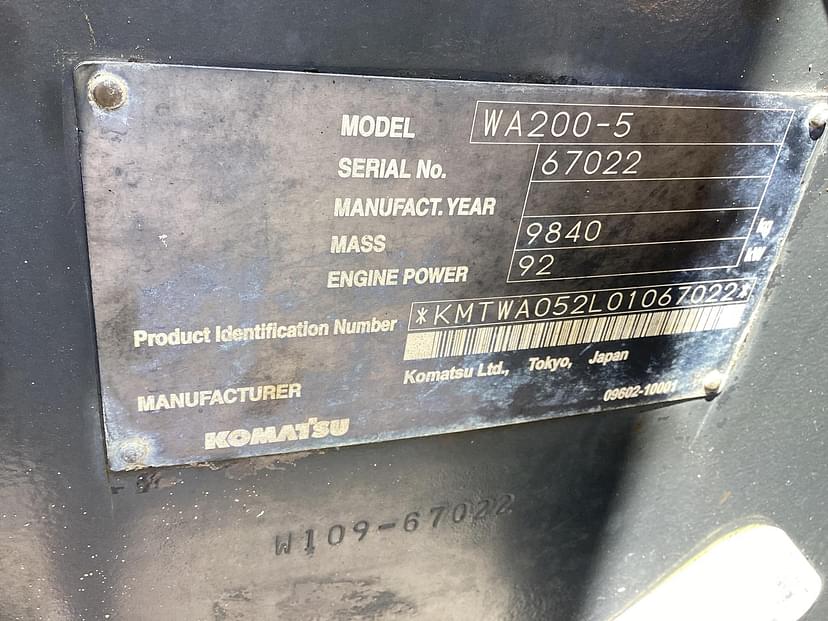 MODEL WA200-5
SERIAL No. 67022
MANUFACT. YEAR
MASS 9840 kg
ENGINE POWER 92 kW
Product Identification Number *KMTWA052L01067022*
MANUFACTURER Komatsu Ltd., Tokyo, Japan
KOMATSU 09602-10001
W109-67022